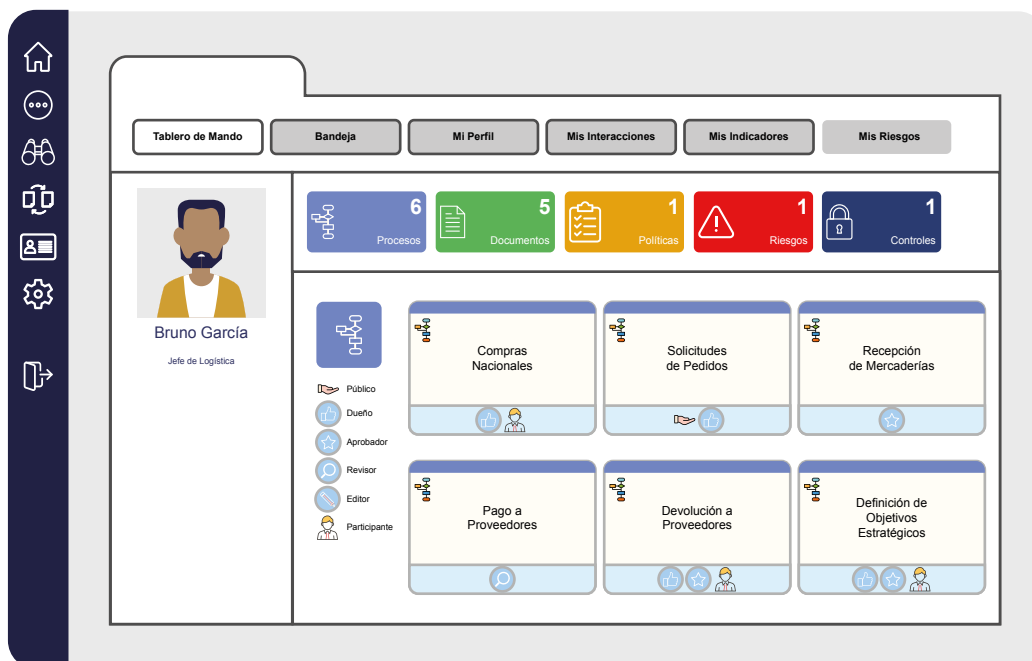 Tablero de Mando
Bandeja
Mi Perfil
Mis Interacciones
Mis Indicadores
Mis Riesgos
6
Procesos
5
Documentos
1
Políticas
1
Riesgos
1
Controles
Bruno García
Jefe de Logística
Público
Dueño
Aprobador
Revisor
Editor
Participante
Compras
Nacionales
Solicitudes
de Pedidos
Recepción
de Mercaderías
Pago a
Proveedores
Devolución a
Proveedores
Definición de
Objetivos
Estratégicos